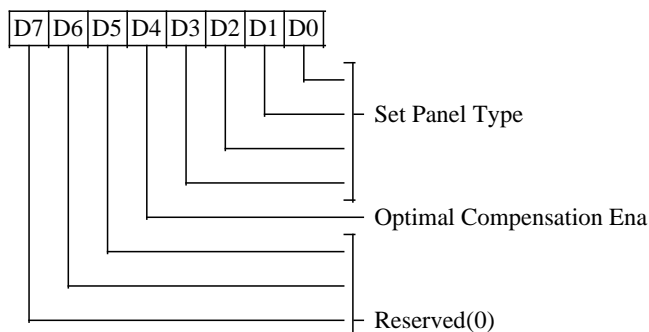 D7 D6 D5 D4 D3 D2 D1 D0
Set Panel Type
Optimal Compensation Ena
Reserved(0)